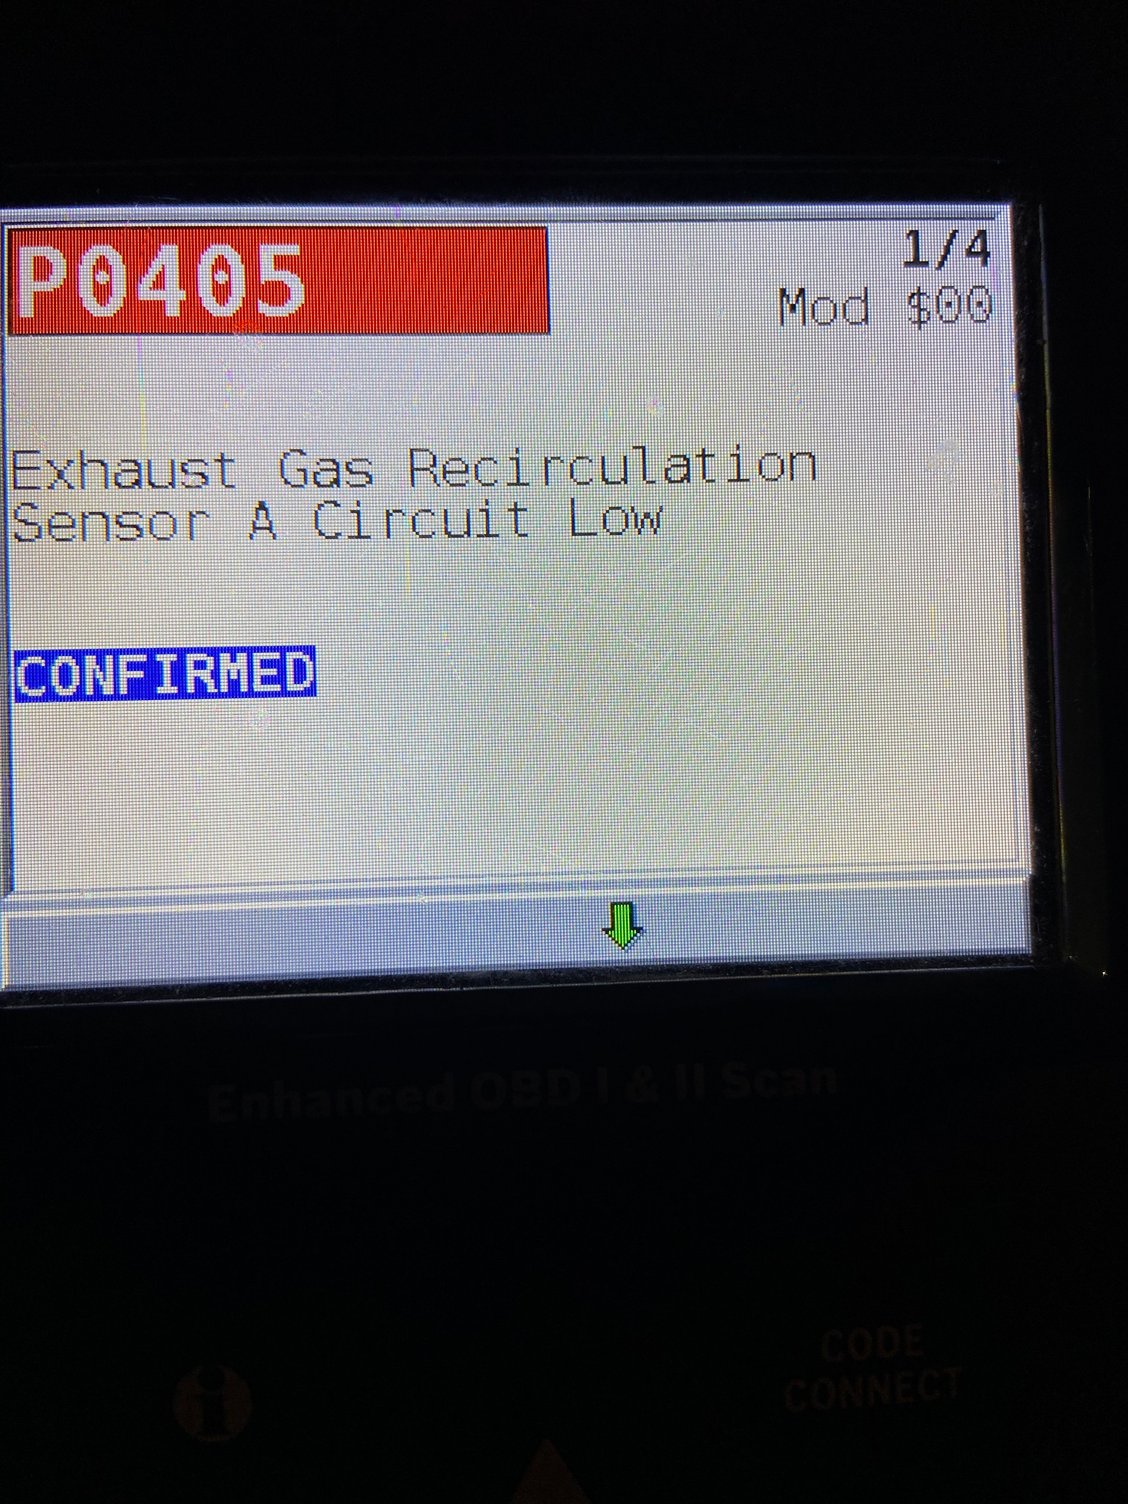 P0405
1/4
Mod $00
Exhaust Gas Recirculation
Sensor A Circuit Low
CONFIRMED
Enhanced OBD I & II Scan
CODE
CONNECT